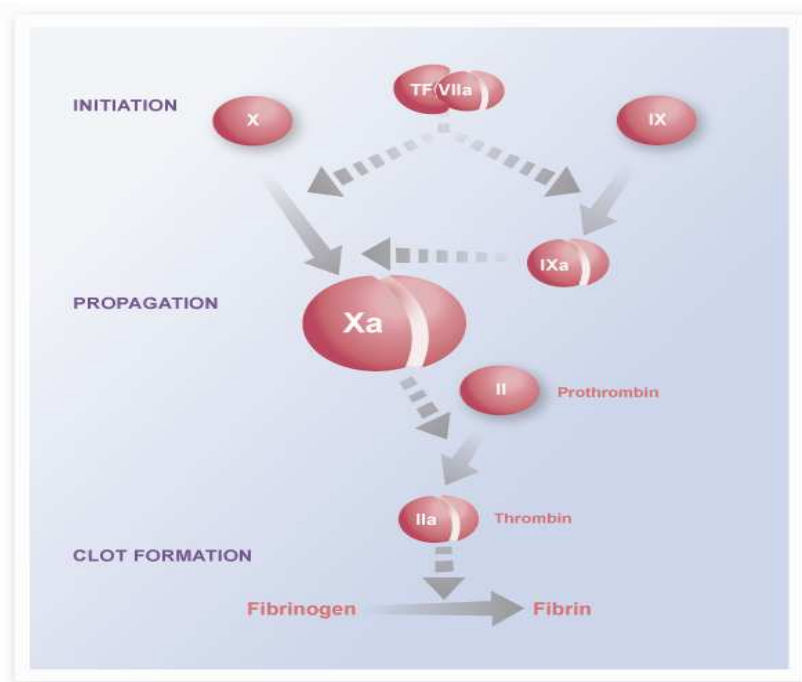 TF/VIIa
INITIATION
X
IX
IXa
PROPAGATION
Xa
II
Prothrombin
IIa
Thrombin
CLOT FORMATION
Fibrinogen
Fibrin